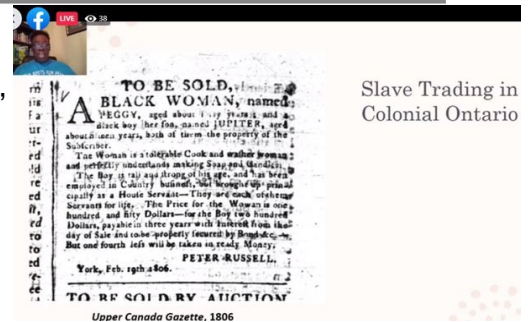 LIVE 38
Slave Trading in
Colonial Ontario
TO BE SOLD,
A BLACK WOMAN, named
PEGGY, aged about years; and a
Black boy her son, named JUPITER, aged
about fifteen years, both of them the property of the
Subscriber.
The Woman is a tolerable Cook and washer woman
and perfectly understands making Soap and Candles.
The Boy is tall and strong of his age, and has been
employed in Country business, but brought up princi-
cipally as a House Servant—They are each of them
Servants for life. The Price for the Woman is one
hundred and fifty Dollars—for the Boy two hundred
Dollars, payable in three years with Interest from the
day of Sale and to be properly secured by Bond &c.—
But one fourth less will be taken in ready Money.
PETER RUSSELL.
York, Feb. 19th 1806.
TO BE SOLD BY AUCTION
Upper Canada Gazette, 1806